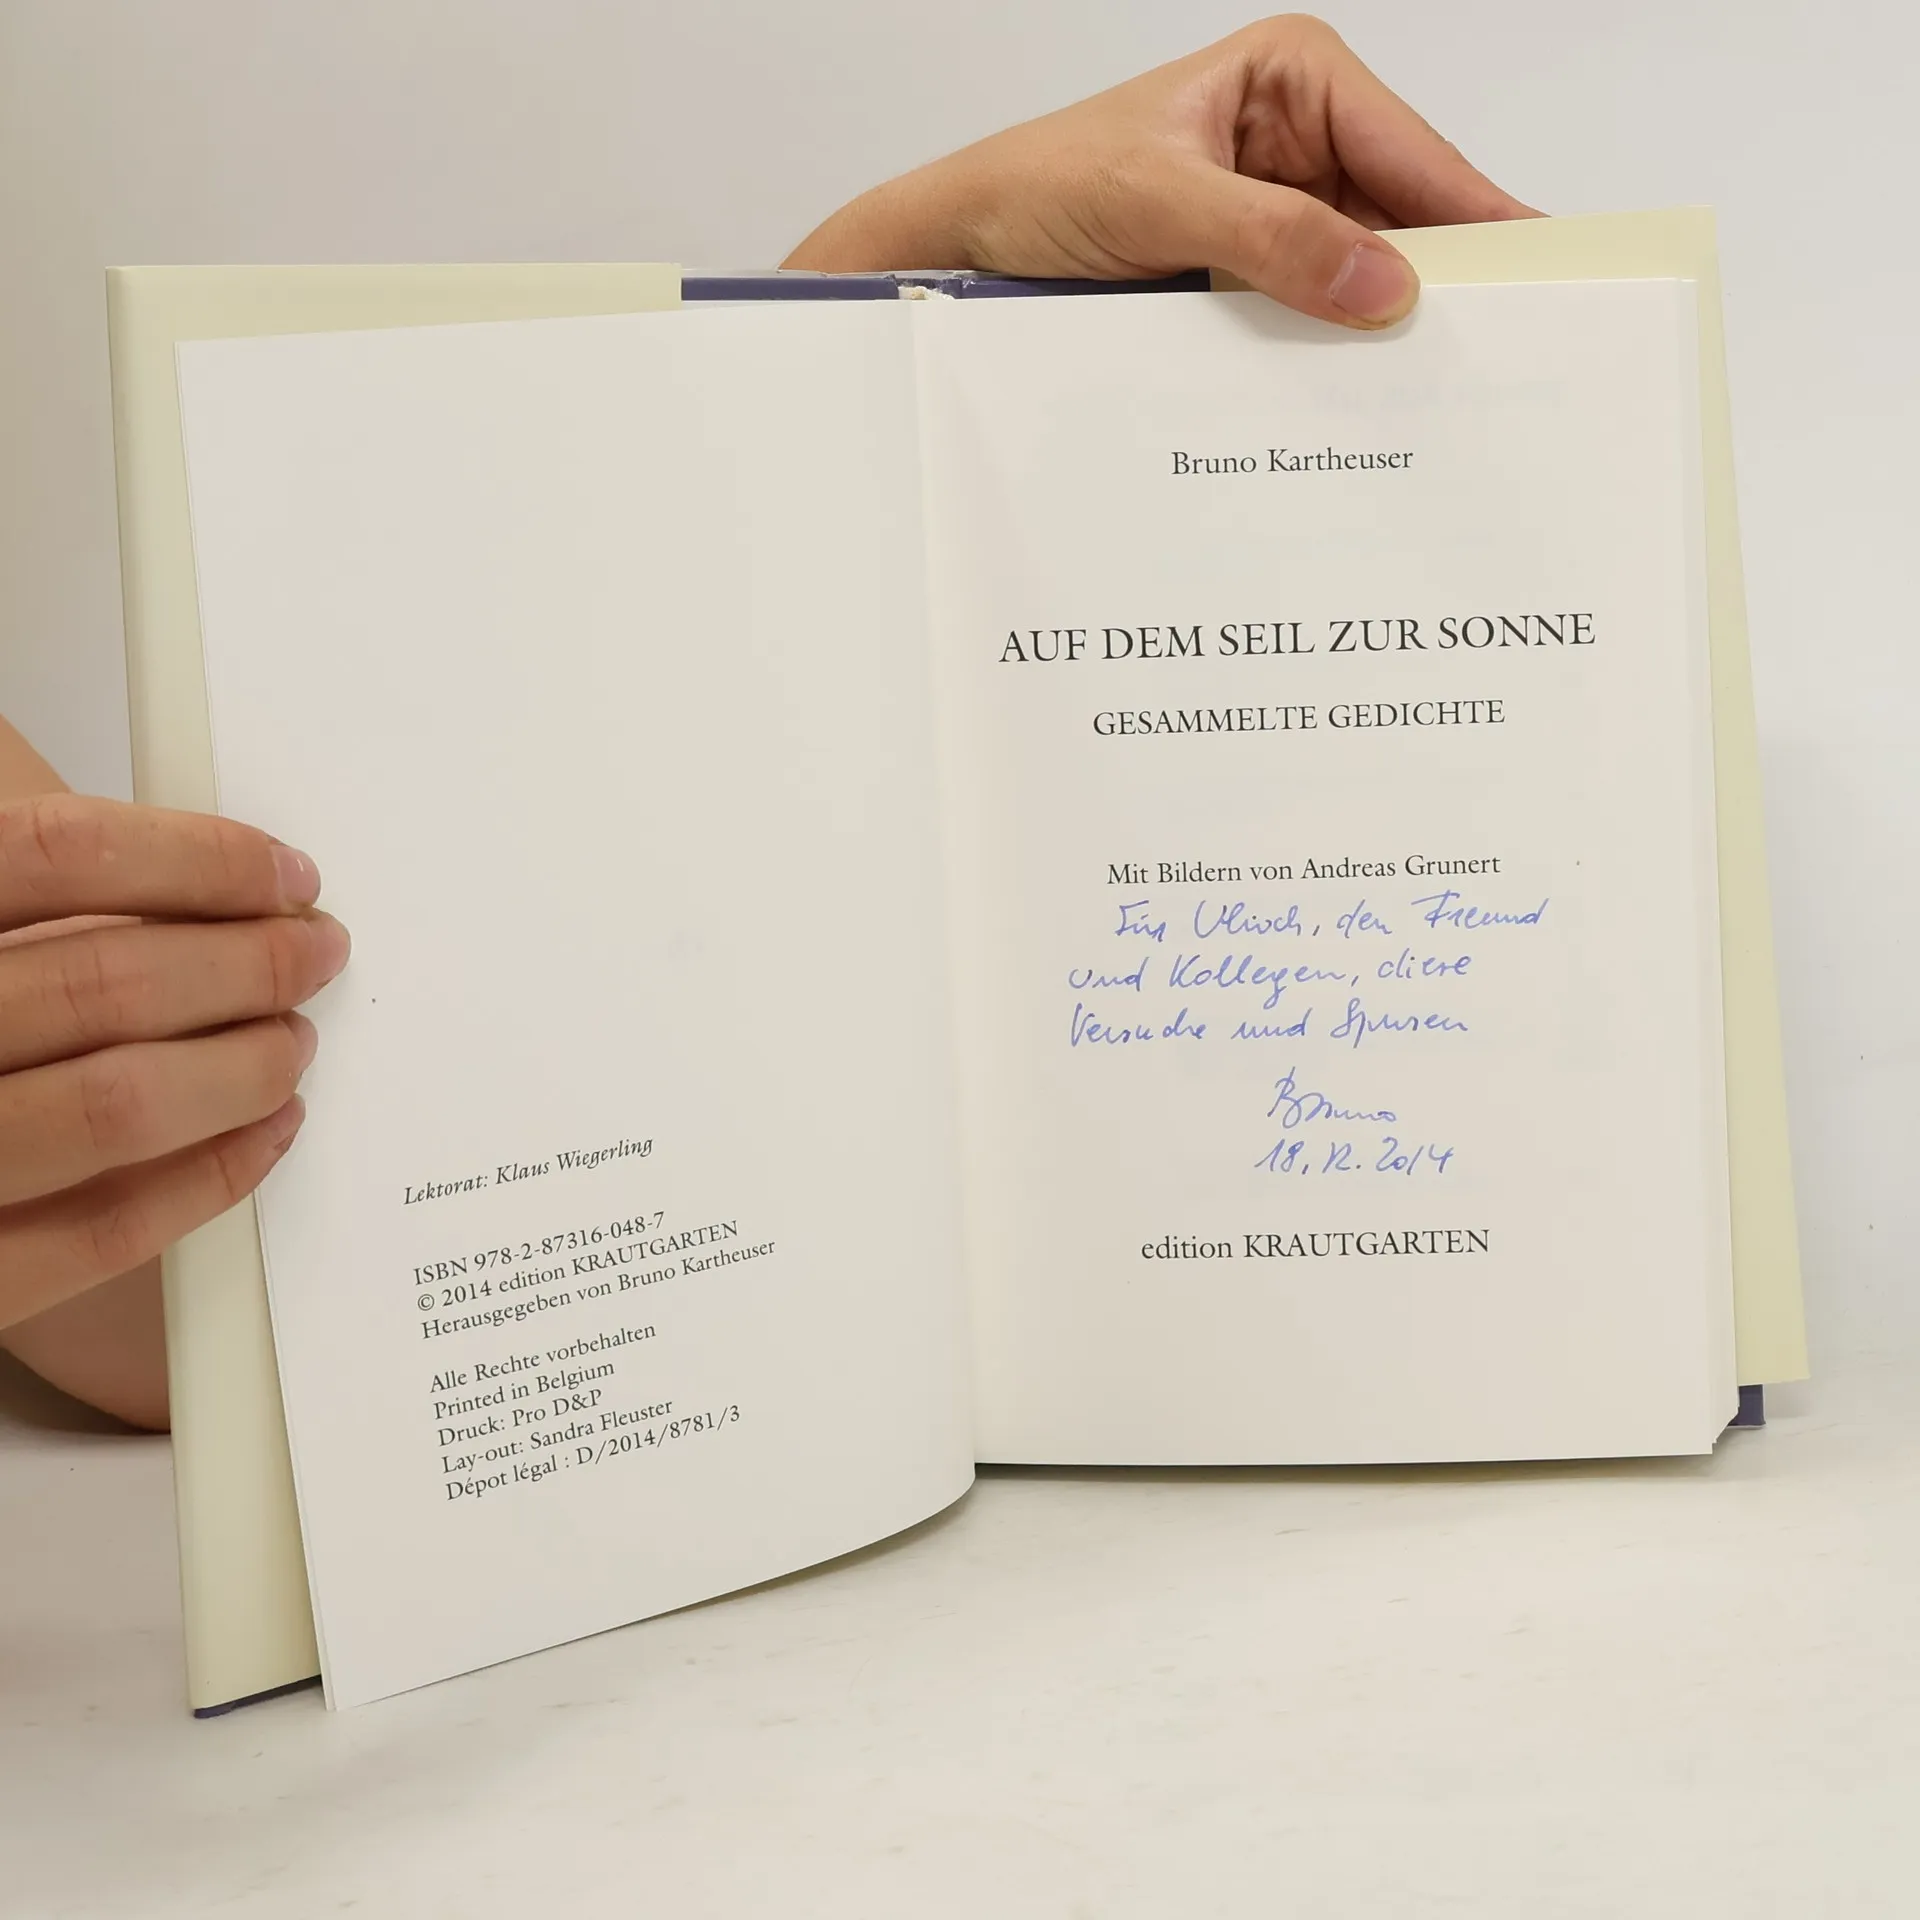 Lektorat: Klaus Wiegerling
ISBN 978-2-87316-048-7
© 2014 edition KRAUTGARTEN
Herausgegeben von Bruno Kartheuser
Alle Rechte vorbehalten
Printed in Belgium
Druck: Pro D&P
Lay-out: Sandra Fleuster
Dépot légal : D/2014/8781/3
Bruno Kartheuser
AUF DEM SEIL ZUR SONNE
GESAMMELTE GEDICHTE
Mit Bildern von Andreas Grunert
Für Ulrich, den Freund
und Kollegen, diese
Versuche und Spuren
Bruno
18. 12. 2014
edition KRAUTGARTEN